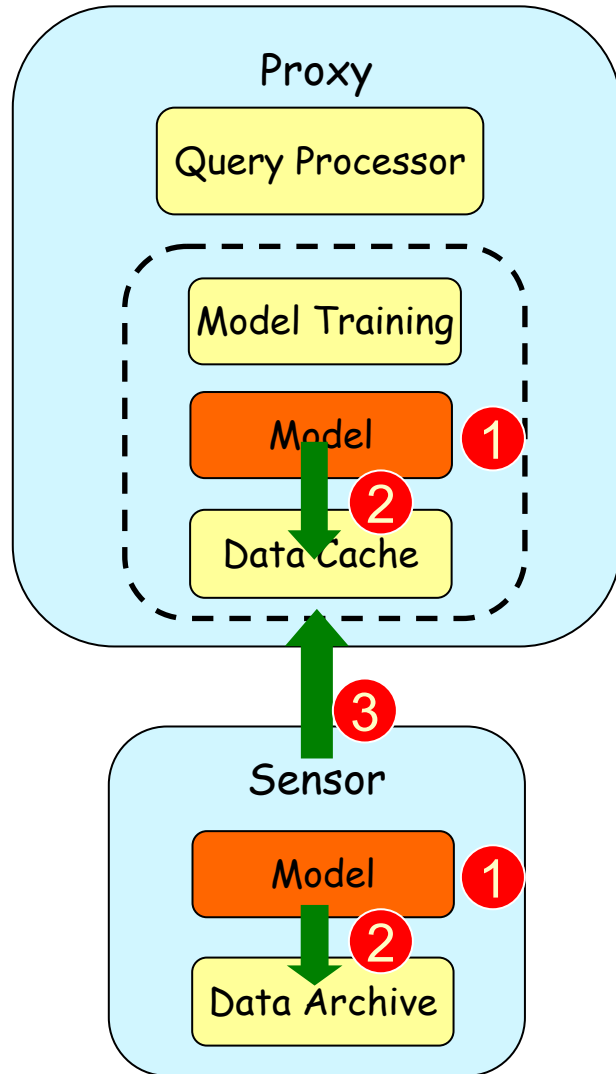 Proxy
Query Processor
Model Training
Model
1
2
Data Cache
3
Sensor
Model
1
2
Data Archive